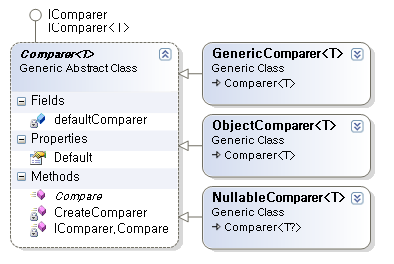 IComparer
IComparer<T>
Comparer<T>
Generic Abstract Class
Fields
defaultComparer
Properties
Default
Methods
Compare
CreateComparer
IComparer.Compare
GenericComparer<T>
Generic Class
Comparer<T>
ObjectComparer<T>
Generic Class
Comparer<T>
NullableComparer<T>
Generic Class
Comparer<T?>